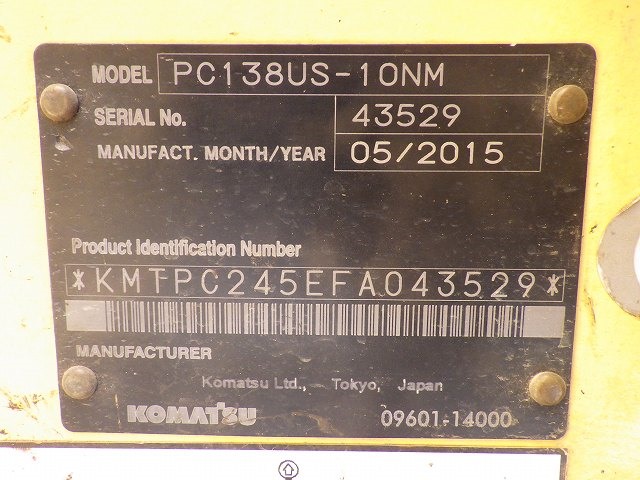 MODEL PC138US-10NM
SERIAL No. 43529
MANUFACT. MONTH/YEAR 05/2015
Product Identification Number
*KMTPC245EFA043529*
MANUFACTURER
Komatsu Ltd., Tokyo, Japan
KOMATSU 09601-14000